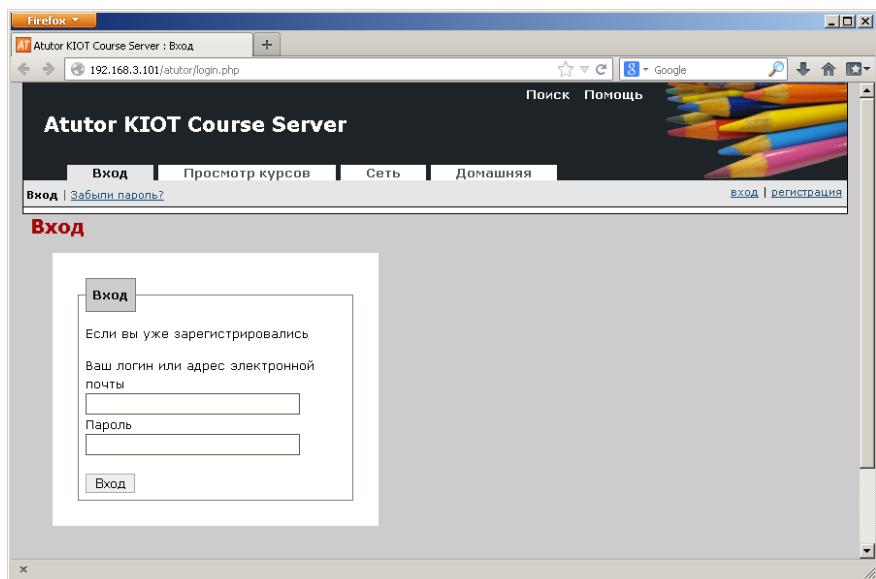 Firefox
AT Atutor KIOT Course Server : Вход
192.168.3.101/atutor/login.php
8 Google
Поиск Помощь
Atutor KIOT Course Server
Вход Просмотр курсов Сеть Домашняя
Вход | Забыли пароль? вход | регистрация
Вход
Вход
Если вы уже зарегистрировались
Ваш логин или адрес электронной
почты
Пароль
Вход